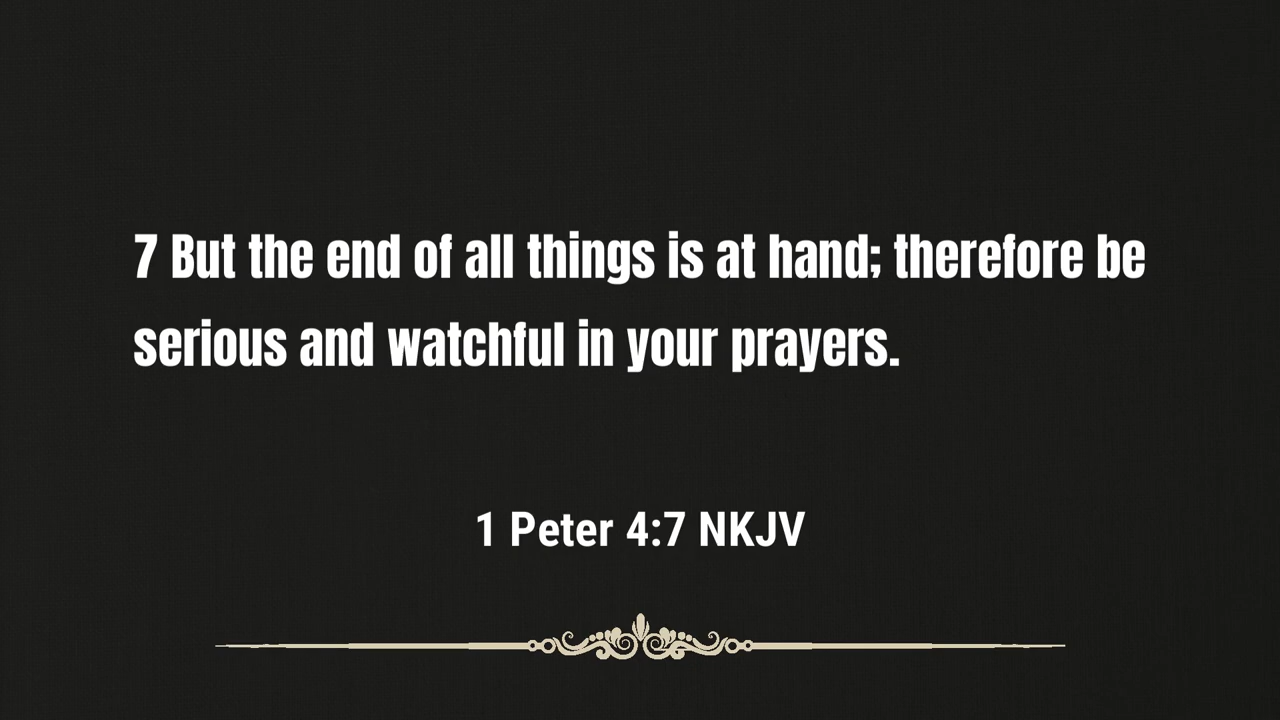 7 But the end of all things is at hand; therefore be
serious and watchful in your prayers.
1 Peter 4:7 NKJV